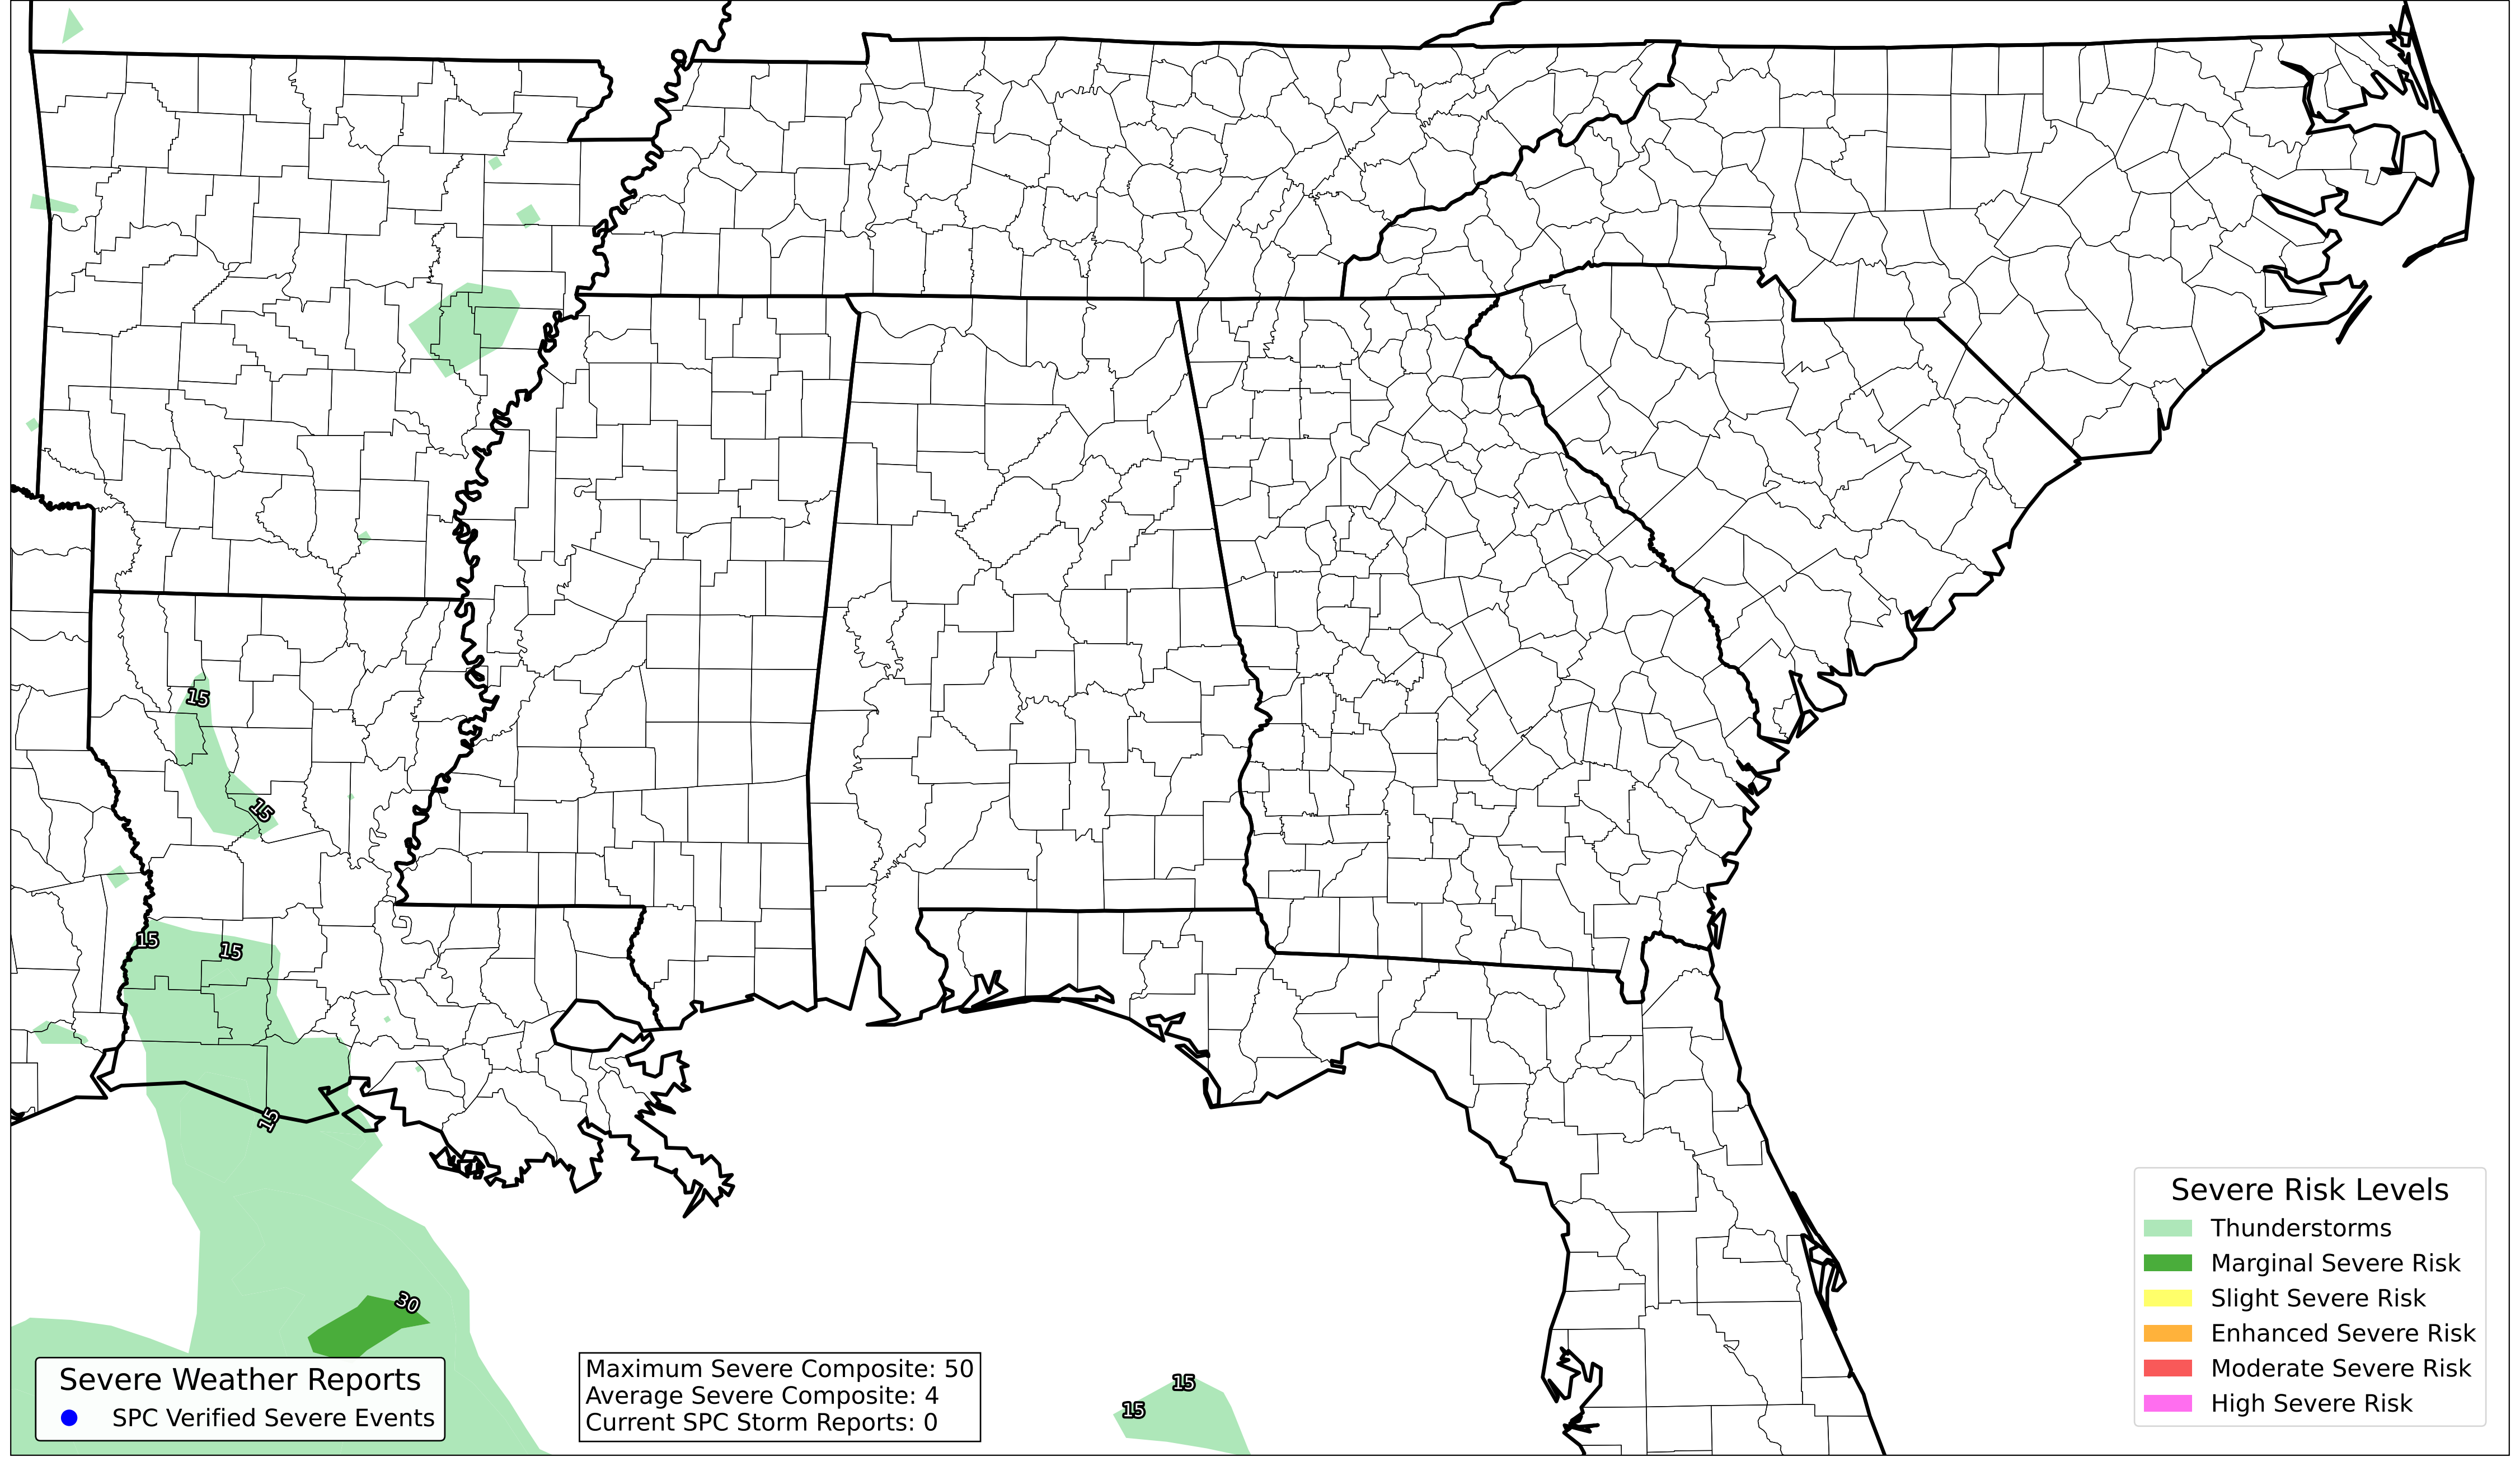 15
15
15
15
15
30
15
15
Severe Weather Reports
SPC Verified Severe Events
Maximum Severe Composite: 50
Average Severe Composite: 4
Current SPC Storm Reports: 0
Severe Risk Levels
Thunderstorms
Marginal Severe Risk
Slight Severe Risk
Enhanced Severe Risk
Moderate Severe Risk
High Severe Risk